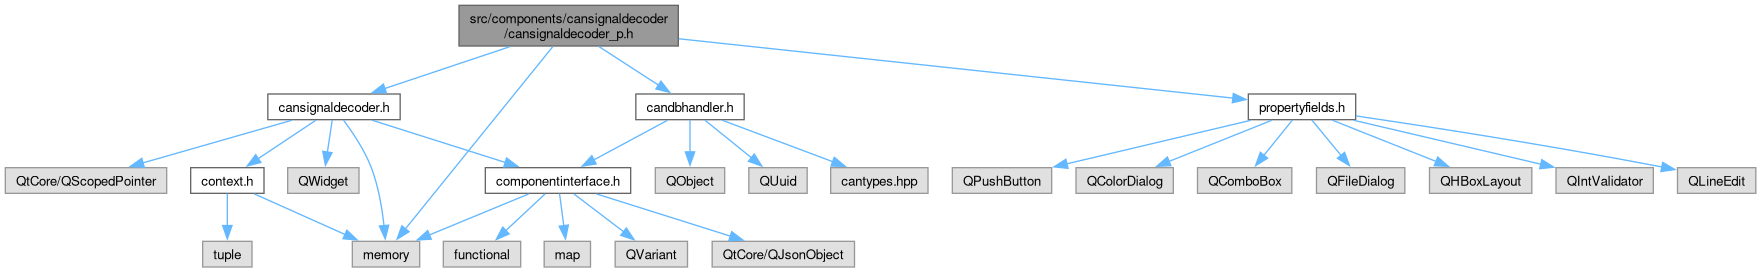 src/components/cansignaldecoder
/cansignaldecoder_p.h
cansignaldecoder.h
candbhandler.h
propertyfields.h
QtCore/QScopedPointer
context.h
QWidget
componentinterface.h
QObject
QUuid
cantypes.hpp
QPushButton
QColorDialog
QComboBox
QFileDialog
QHBoxLayout
QIntValidator
QLineEdit
tuple
memory
functional
map
QVariant
QtCore/QJsonObject